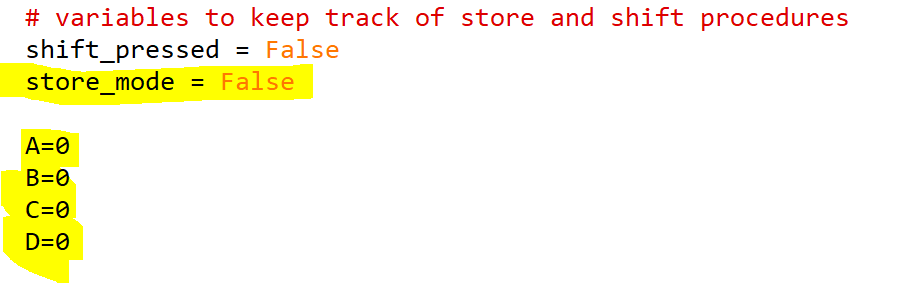 # variables to keep track of store and shift procedures
shift_pressed = False
store_mode = False
A=0
B=0
C=0
D=0